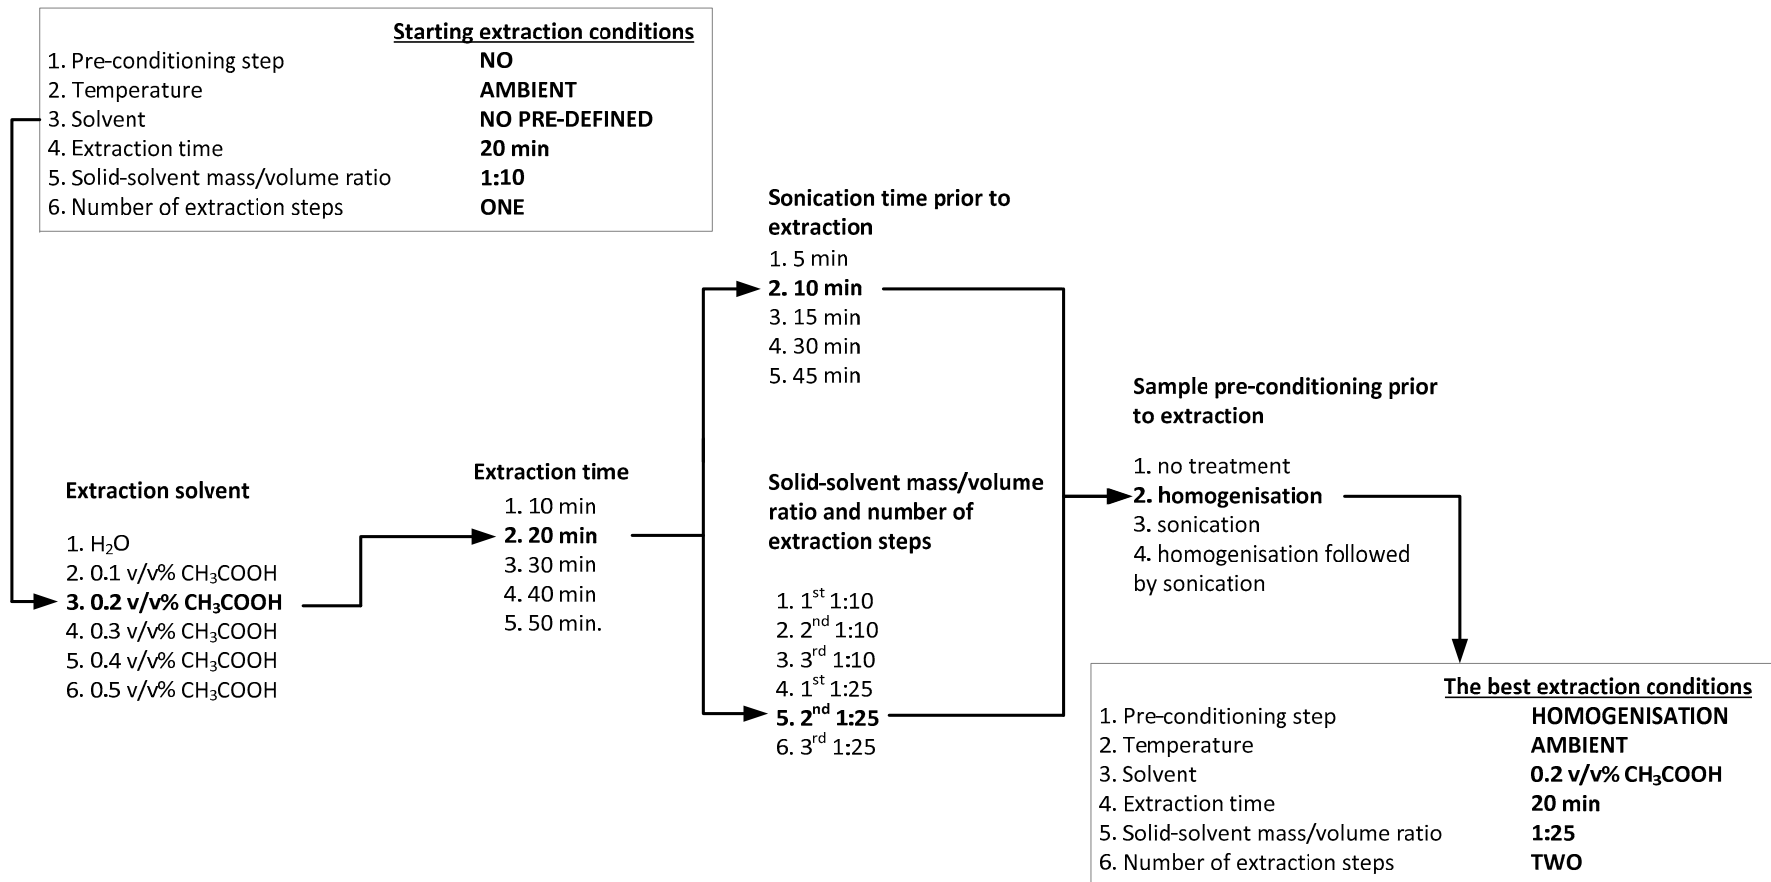 Starting extraction conditions
1. Pre-conditioning step NO
2. Temperature AMBIENT
3. Solvent NO PRE-DEFINED
4. Extraction time 20 min
5. Solid-solvent mass/volume ratio 1:10
6. Number of extraction steps ONE
Extraction solvent
1. H₂O
2. 0.1 v/v% CH₃COOH
3. 0.2 v/v% CH₃COOH
4. 0.3 v/v% CH₃COOH
5. 0.4 v/v% CH₃COOH
6. 0.5 v/v% CH₃COOH
Extraction time
1. 10 min
2. 20 min
3. 30 min
4. 40 min
5. 50 min.
Sonication time prior to
extraction
1. 5 min
2. 10 min
3. 15 min
4. 30 min
5. 45 min
Solid-solvent mass/volume
ratio and number of
extraction steps
1. 1st 1:10
2. 2nd 1:10
3. 3rd 1:10
4. 1st 1:25
5. 2nd 1:25
6. 3rd 1:25
Sample pre-conditioning prior
to extraction
1. no treatment
2. homogenisation
3. sonication
4. homogenisation followed
by sonication
The best extraction conditions
1. Pre-conditioning step HOMOGENISATION
2. Temperature AMBIENT
3. Solvent 0.2 v/v% CH₃COOH
4. Extraction time 20 min
5. Solid-solvent mass/volume ratio 1:25
6. Number of extraction steps TWO